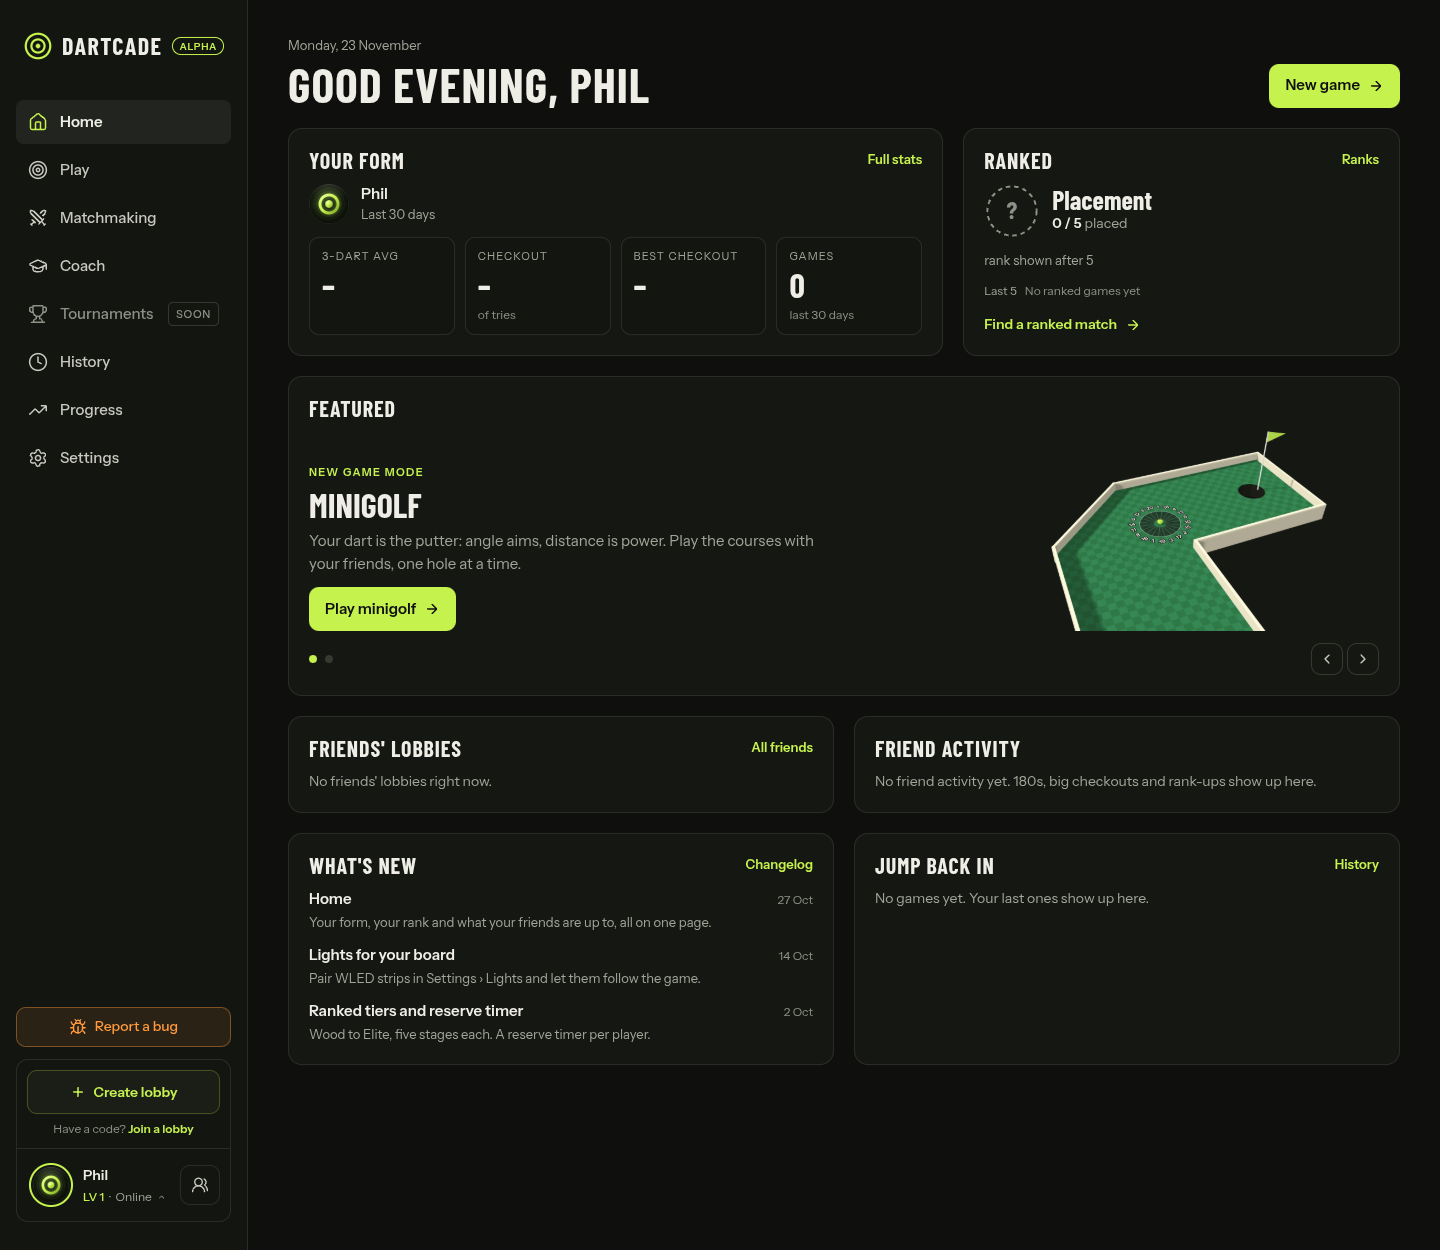 DARTCADE ALPHA
Home
Play
Matchmaking
Coach
Tournaments SOON
History
Progress
Settings
Report a bug
Create lobby
Have a code? Join a lobby
Phil
LV 1 · Online
Monday, 23 November
GOOD EVENING, PHIL
New game
YOUR FORM
Full stats
Phil
Last 30 days
3-DART AVG
–
CHECKOUT
–
of tries
BEST CHECKOUT
–
GAMES
0
last 30 days
RANKED
Ranks
?
Placement
0 / 5 placed
rank shown after 5
Last 5 No ranked games yet
Find a ranked match
FEATURED
NEW GAME MODE
MINIGOLF
Your dart is the putter: angle aims, distance is power. Play the courses with
your friends, one hole at a time.
Play minigolf
FRIENDS' LOBBIES
All friends
No friends' lobbies right now.
FRIEND ACTIVITY
No friend activity yet. 180s, big checkouts and rank-ups show up here.
WHAT'S NEW
Changelog
Home
27 Oct
Your form, your rank and what your friends are up to, all on one page.
Lights for your board
14 Oct
Pair WLED strips in Settings › Lights and let them follow the game.
Ranked tiers and reserve timer
2 Oct
Wood to Elite, five stages each. A reserve timer per player.
JUMP BACK IN
History
No games yet. Your last ones show up here.